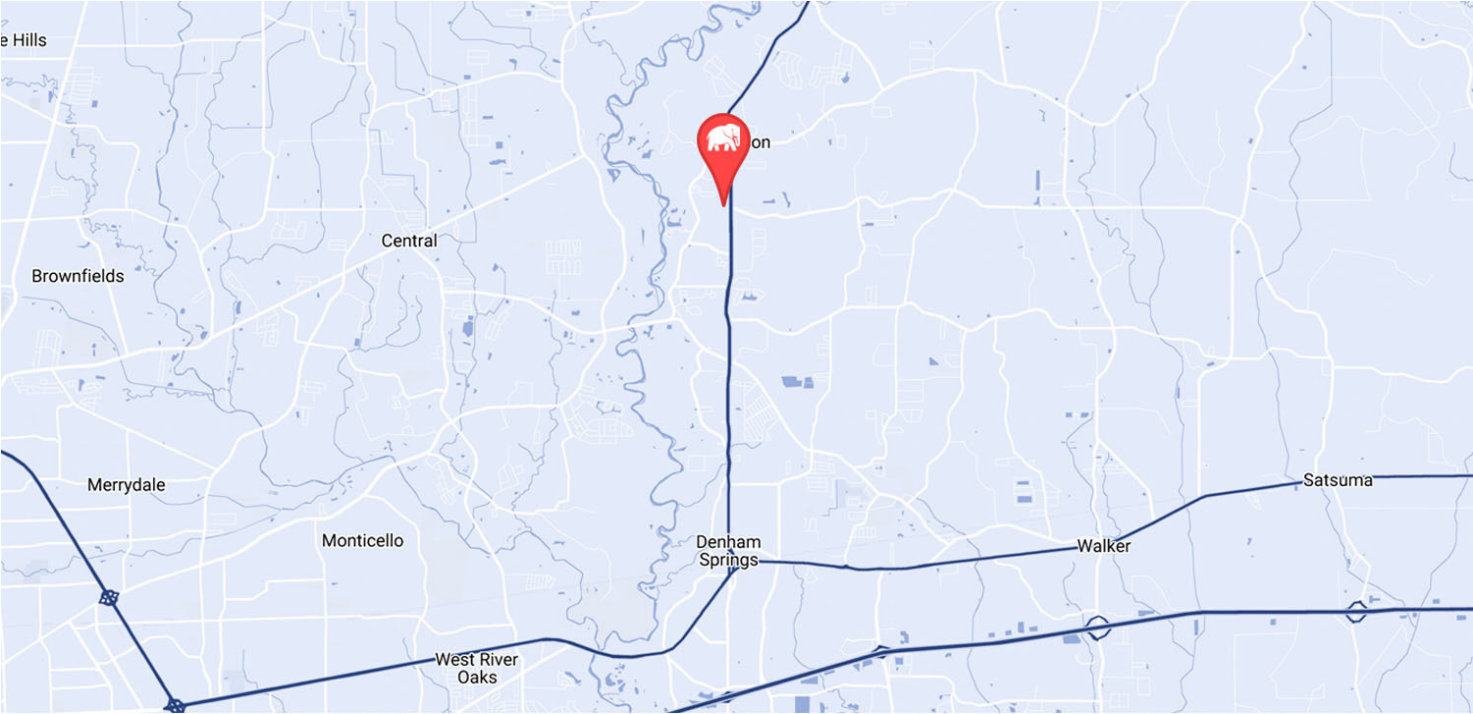 e Hills
on
Central
Brownfields
Merrydale
Satsuma
Monticello
Denham
Springs
Walker
West River
Oaks